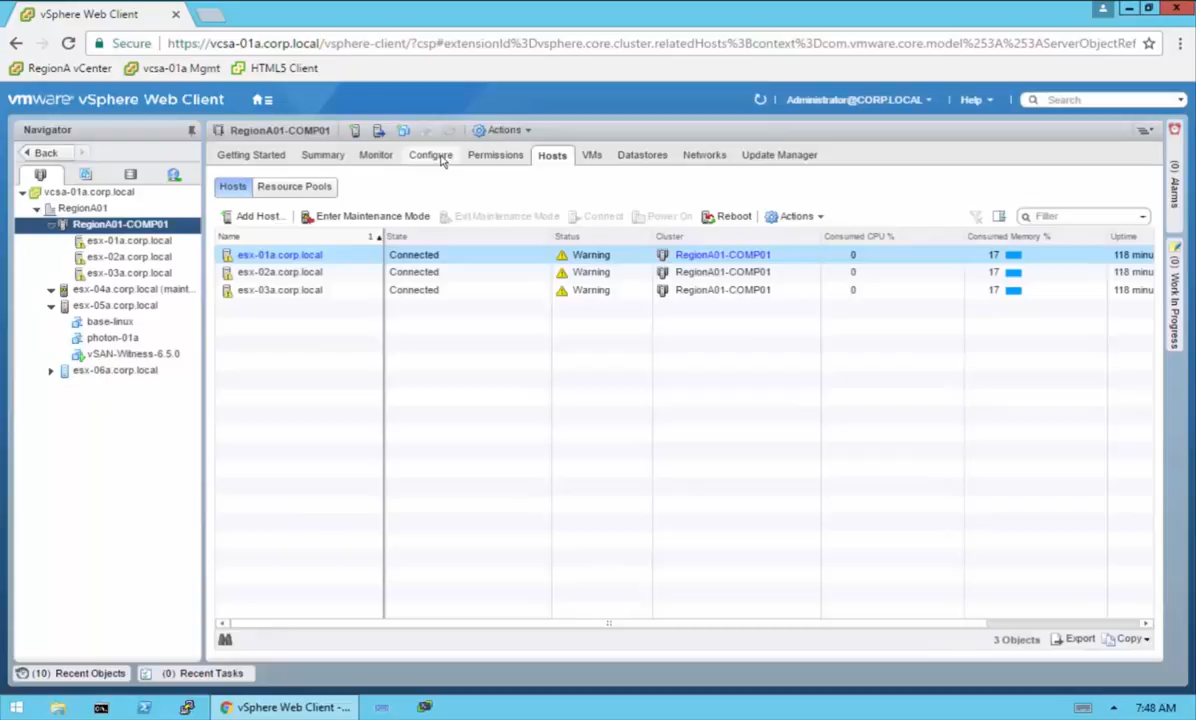 vSphere Web Client
Secure https://vcsa-01a.corp.local/vsphere-client/?csp#extensionId%3Dvsphere.core.cluster.relatedHosts%3Bcontext%3Dcom.vmware.core.model%253A%253AServerObjectRef
RegionA vCenter vcsa-01a Mgmt HTML5 Client
vmware vSphere Web Client Administrator@CORP.LOCAL Help Search
Navigator RegionA01-COMP01 Actions
Back Getting Started Summary Monitor Configure Permissions Hosts VMs Datastores Networks Update Manager
vcsa-01a.corp.local Hosts Resource Pools
RegionA01
RegionA01-COMP01 Add Host... Enter Maintenance Mode Exit Maintenance Mode Connect Power On Reboot Actions Filter
esx-01a.corp.local Name 1 State Status Cluster Consumed CPU % Consumed Memory % Uptime
esx-02a.corp.local esx-01a.corp.local Connected Warning RegionA01-COMP01 0 17 118 minu
esx-03a.corp.local esx-02a.corp.local Connected Warning RegionA01-COMP01 0 17 118 minu
esx-04a.corp.local (maint... esx-03a.corp.local Connected Warning RegionA01-COMP01 0 17 118 minu
esx-05a.corp.local
base-linux
photon-01a
vSAN-Witness-6.5.0
esx-06a.corp.local
(0) Alarms
(0) Work In Progress
3 Objects Export Copy
(10) Recent Objects (0) Recent Tasks
vSphere Web Client -... 7:48 AM